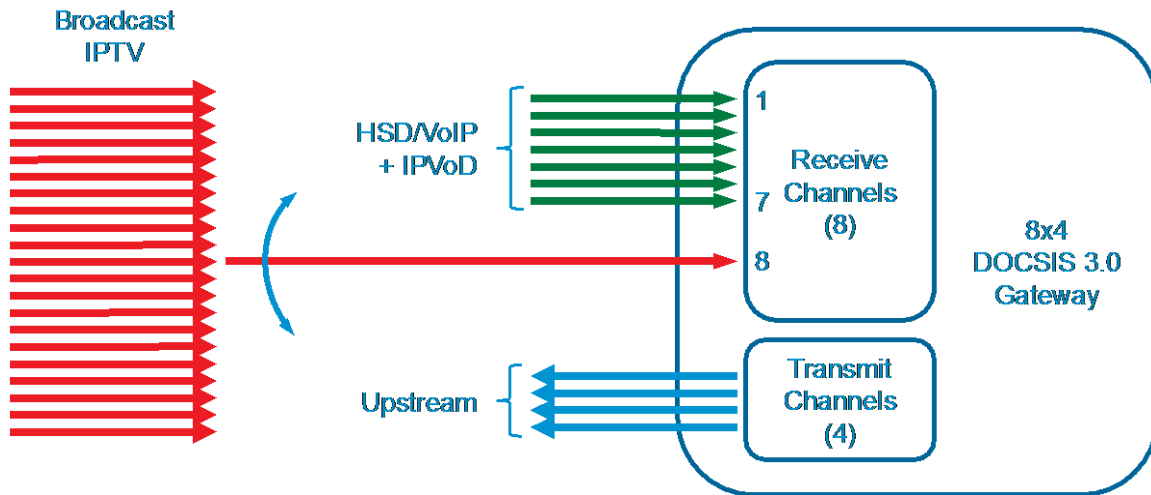 Broadcast
IPTV
HSD/VoIP
+ IPVoD
1
7
8
Receive
Channels
(8)
8x4
DOCSIS 3.0
Gateway
Upstream
Transmit
Channels
(4)